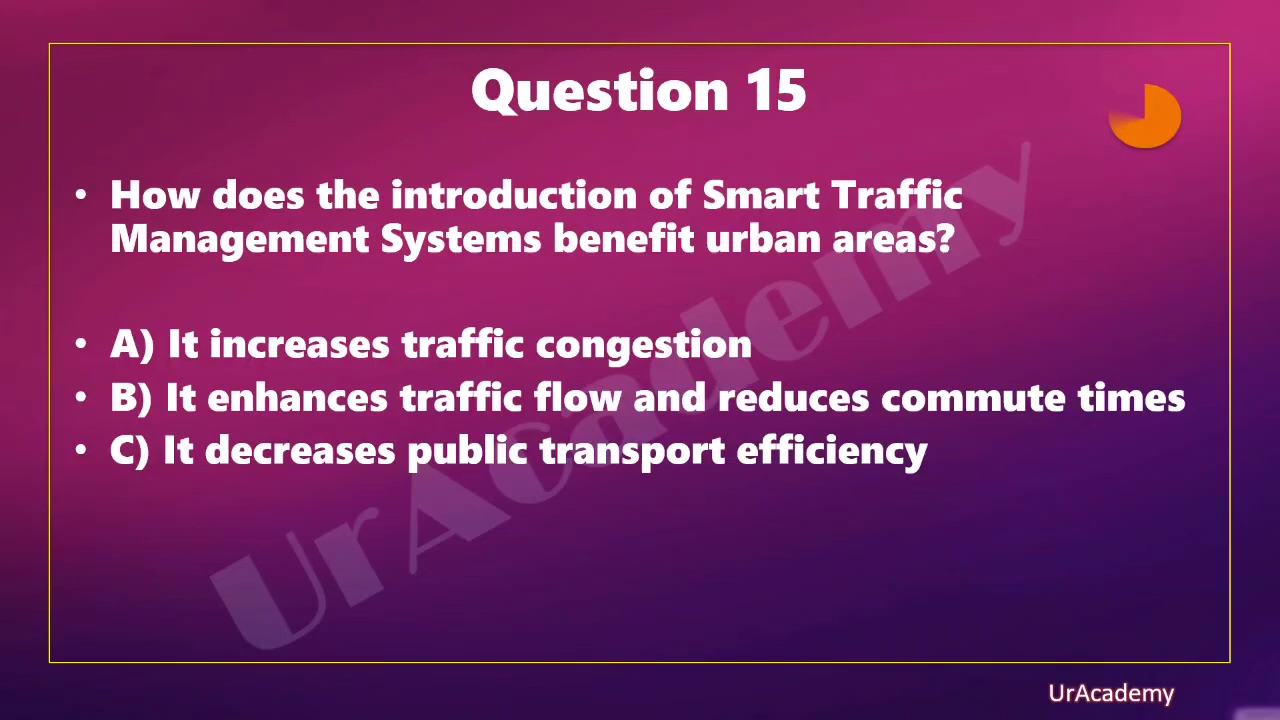 Question 15
• How does the introduction of Smart Traffic
Management Systems benefit urban areas?
• A) It increases traffic congestion
• B) It enhances traffic flow and reduces commute times
• C) It decreases public transport efficiency
UrAcademy
UrAcademy